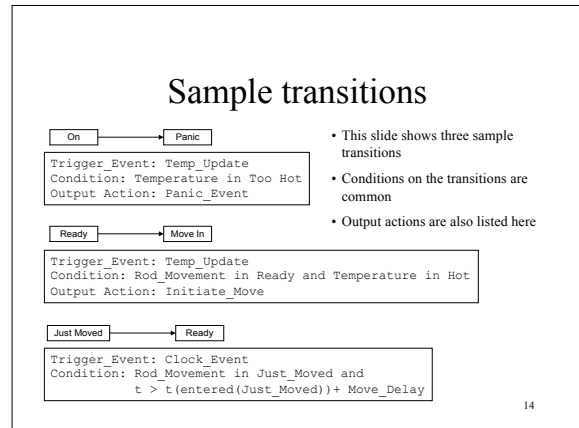 Sample transitions
On
Panic
Trigger_Event: Temp_Update
Condition: Temperature in Too Hot
Output Action: Panic_Event
Ready
Move In
Trigger_Event: Temp_Update
Condition: Rod_Movement in Ready and Temperature in Hot
Output Action: Initiate_Move
Just Moved
Ready
Trigger_Event: Clock_Event
Condition: Rod_Movement in Just_Moved and
t > t(entered(Just_Moved))+ Move_Delay
• This slide shows three sample
transitions
• Conditions on the transitions are
common
• Output actions are also listed here
14